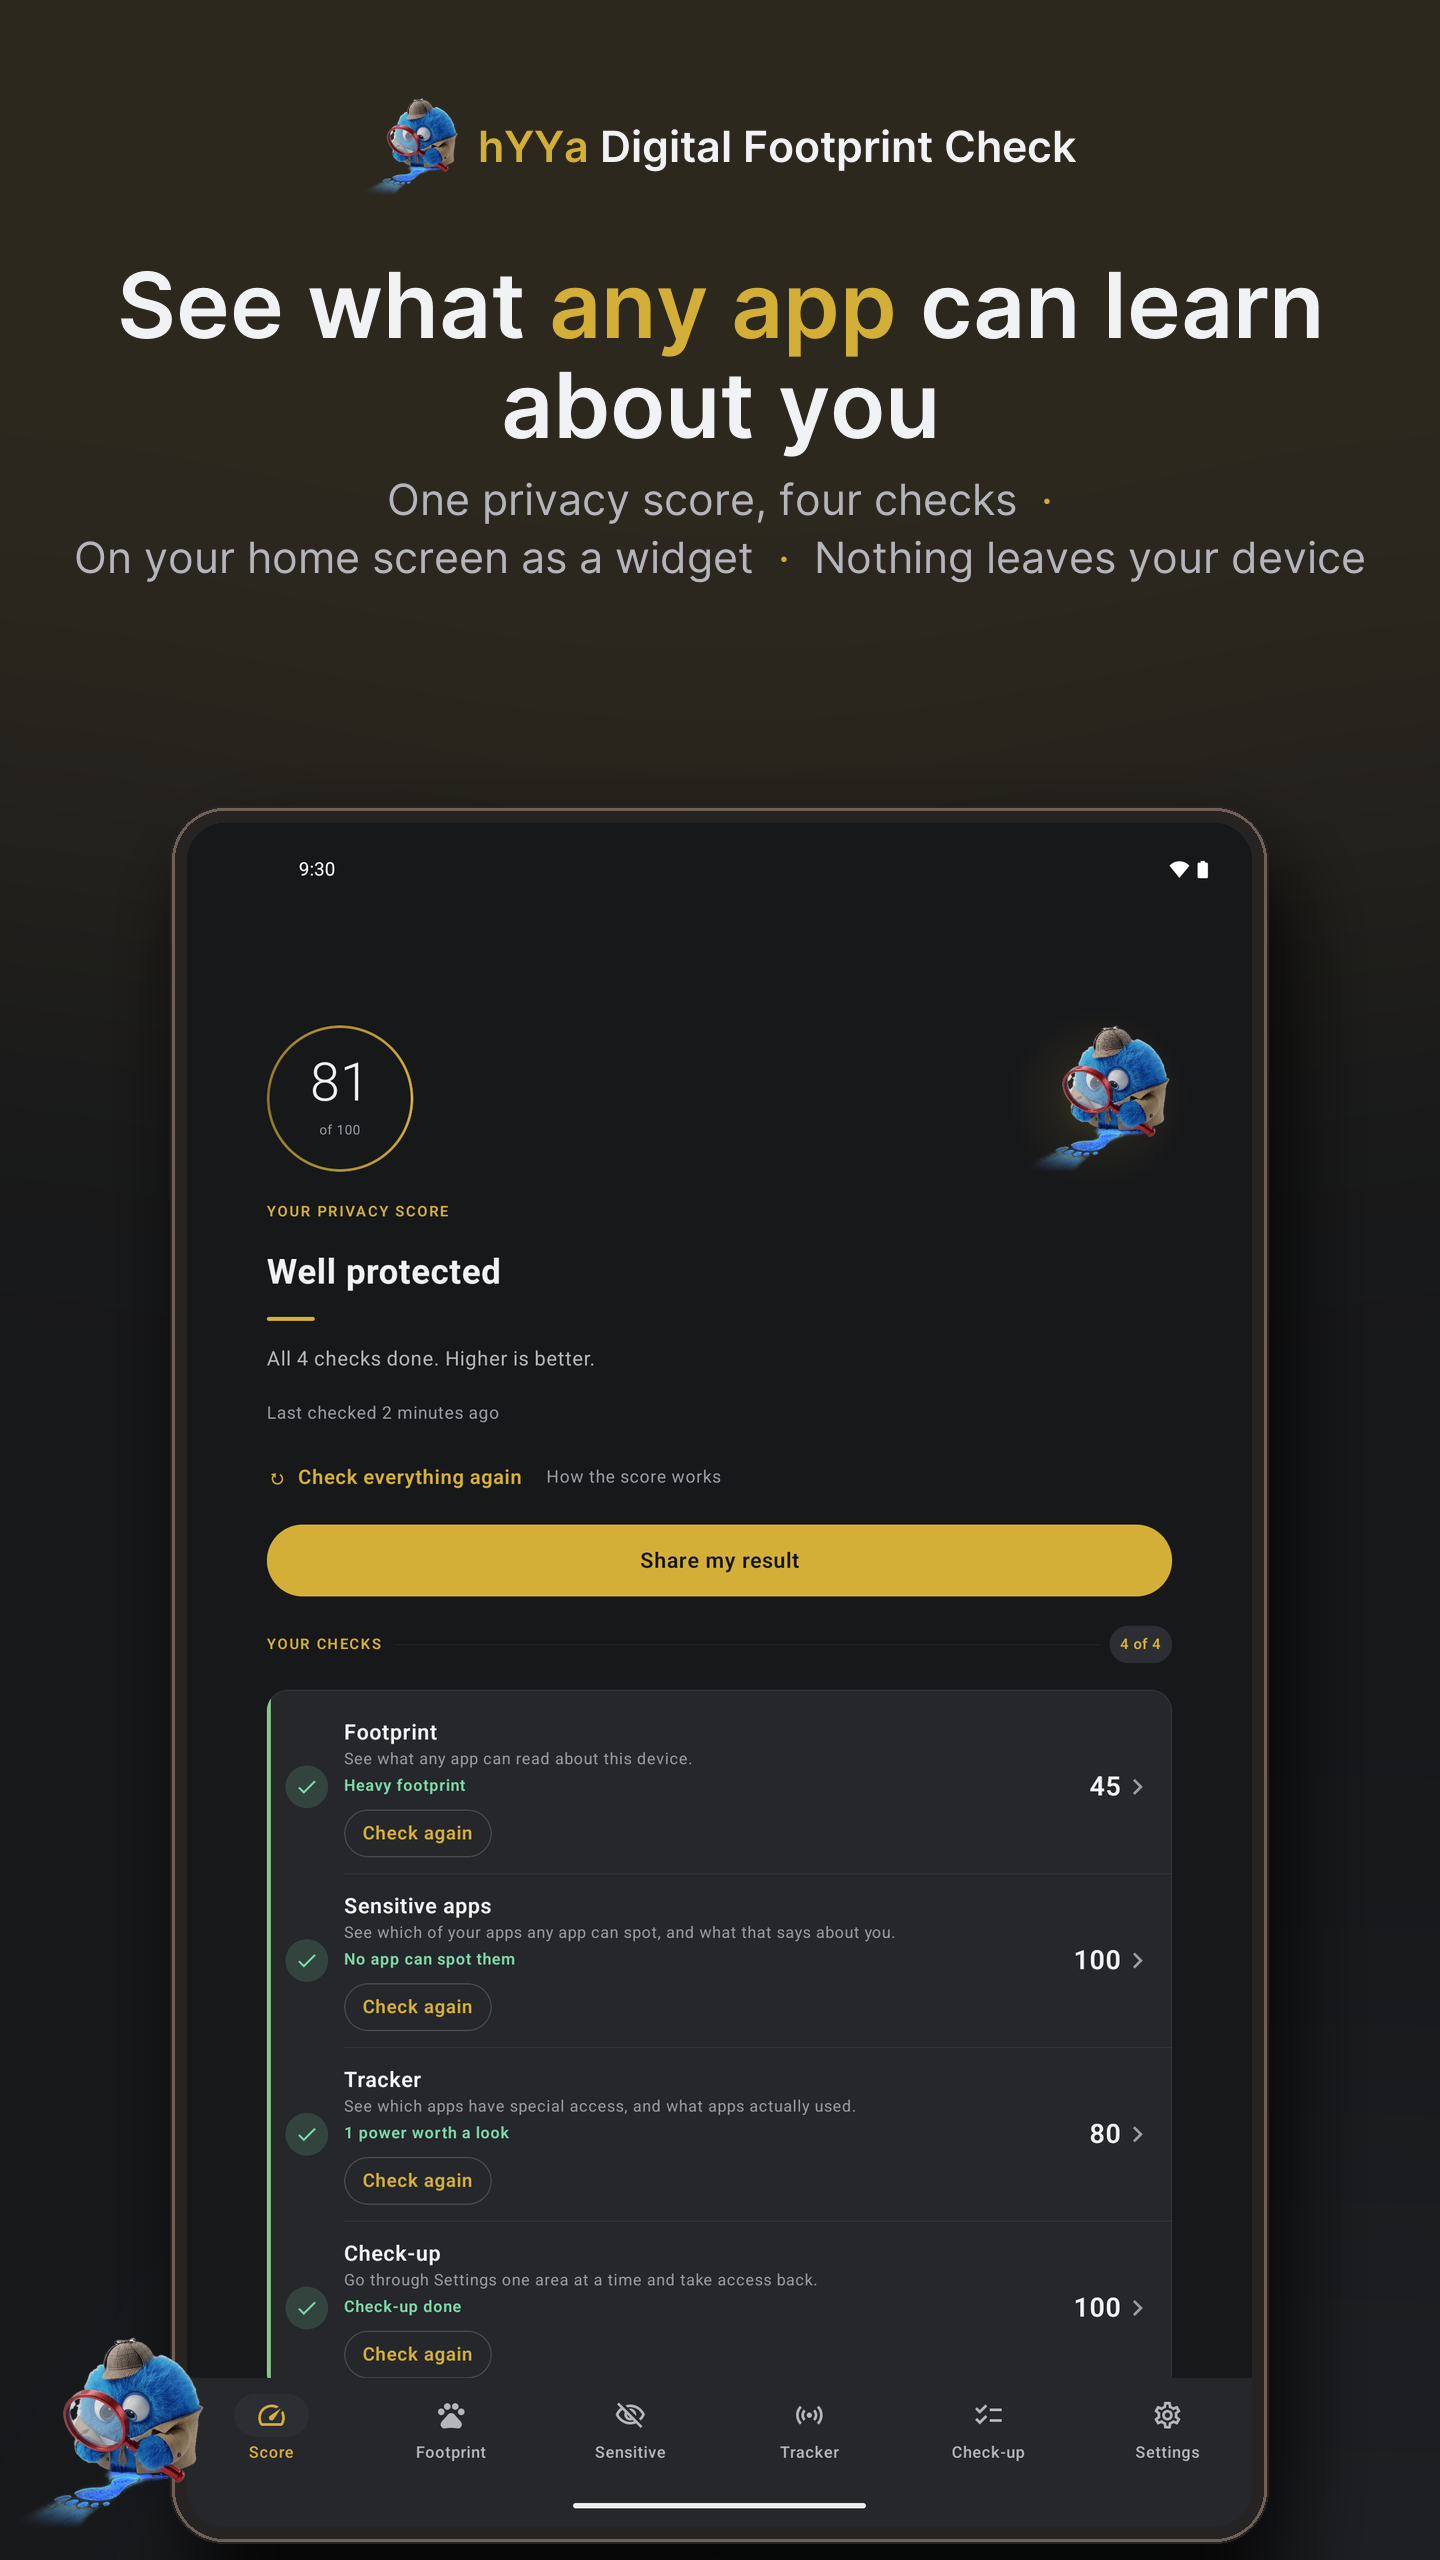 hYYa Digital Footprint Check
See what any app can learn
about you
One privacy score, four checks ·
On your home screen as a widget · Nothing leaves your device
9:30
81
of 100
YOUR PRIVACY SCORE
Well protected
All 4 checks done. Higher is better.
Last checked 2 minutes ago
Check everything again How the score works
Share my result
YOUR CHECKS 4 of 4
Footprint
See what any app can read about this device.
Heavy footprint
45
Check again
Sensitive apps
See which of your apps any app can spot, and what that says about you.
No app can spot them
100
Check again
Tracker
See which apps have special access, and what apps actually used.
1 power worth a look
80
Check again
Check-up
Go through Settings one area at a time and take access back.
Check-up done
100
Check again
Score Footprint Sensitive Tracker Check-up Settings